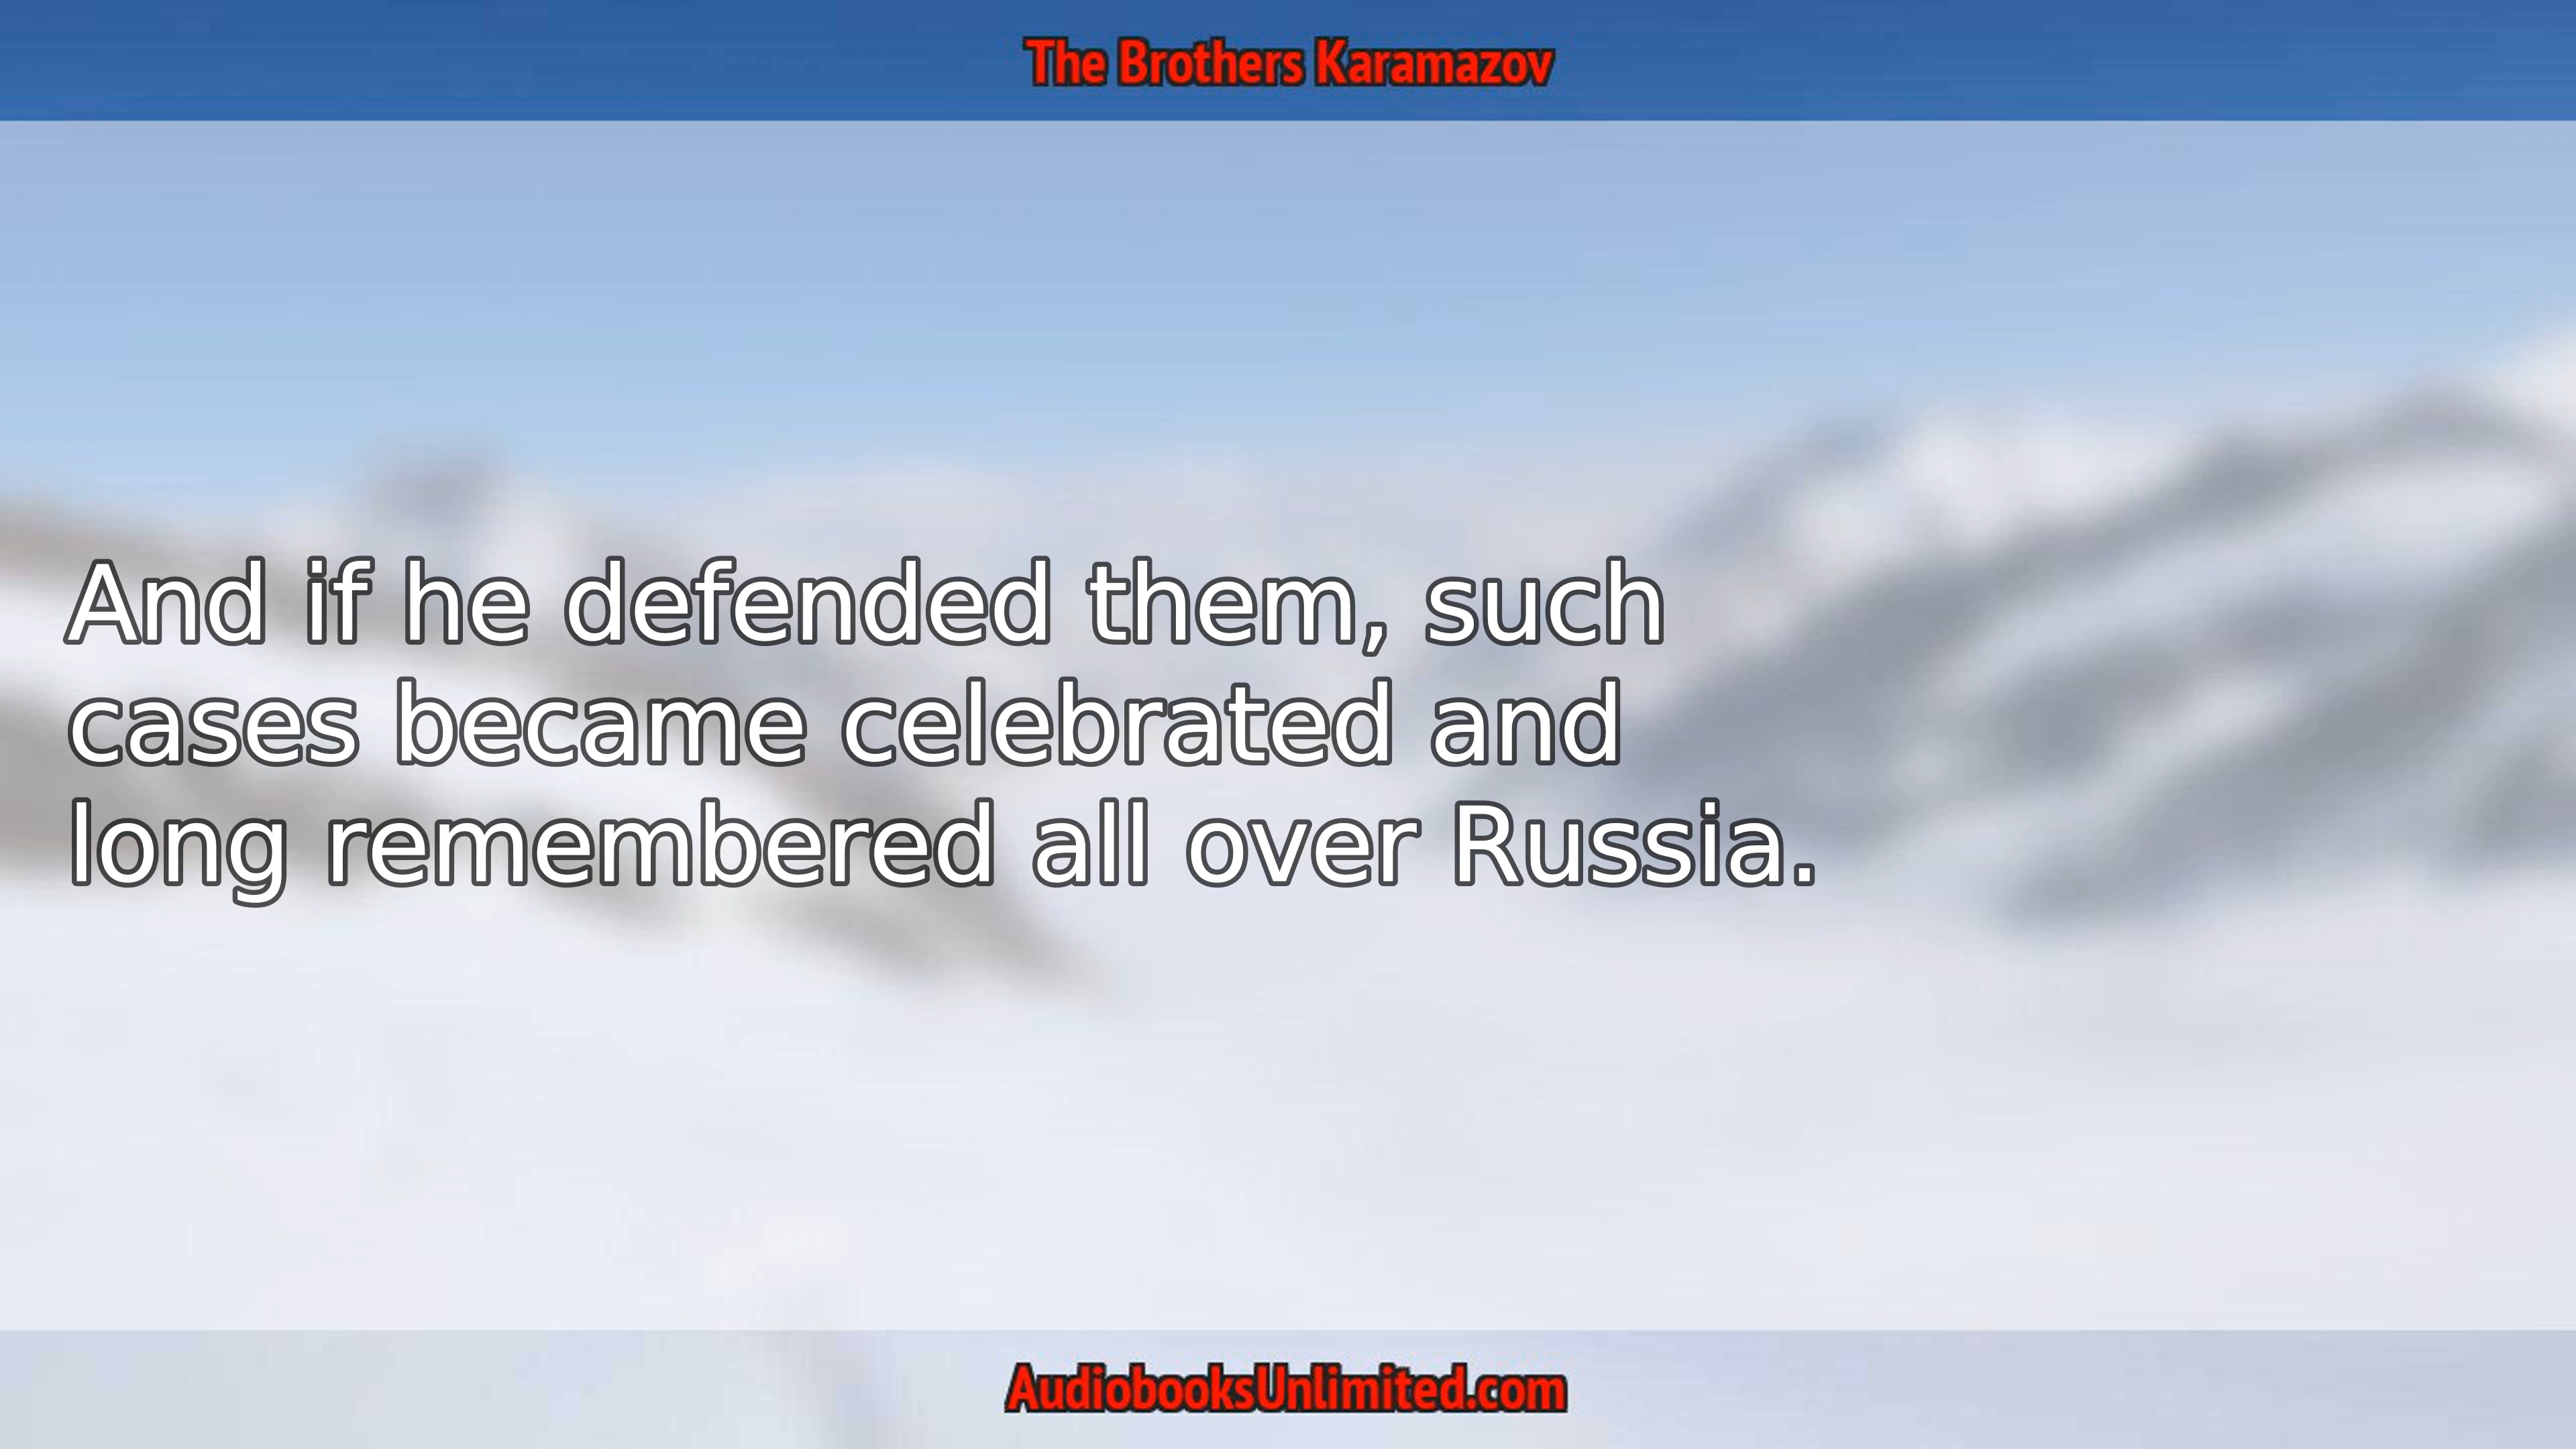 The Brothers Karamazov
And if he defended them, such
cases became celebrated and
long remembered all over Russia.
AudiobooksUnlimited.com